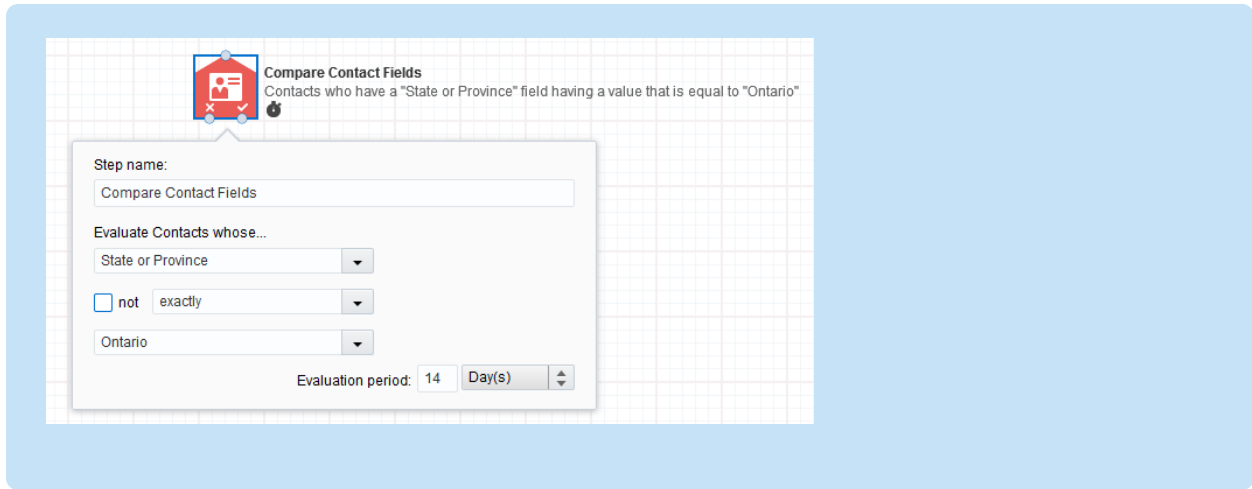 Compare Contact Fields
Contacts who have a "State or Province" field having a value that is equal to "Ontario"
Step name:
Compare Contact Fields
Evaluate Contacts whose...
State or Province
not exactly
Ontario
Evaluation period: 14 Day(s)